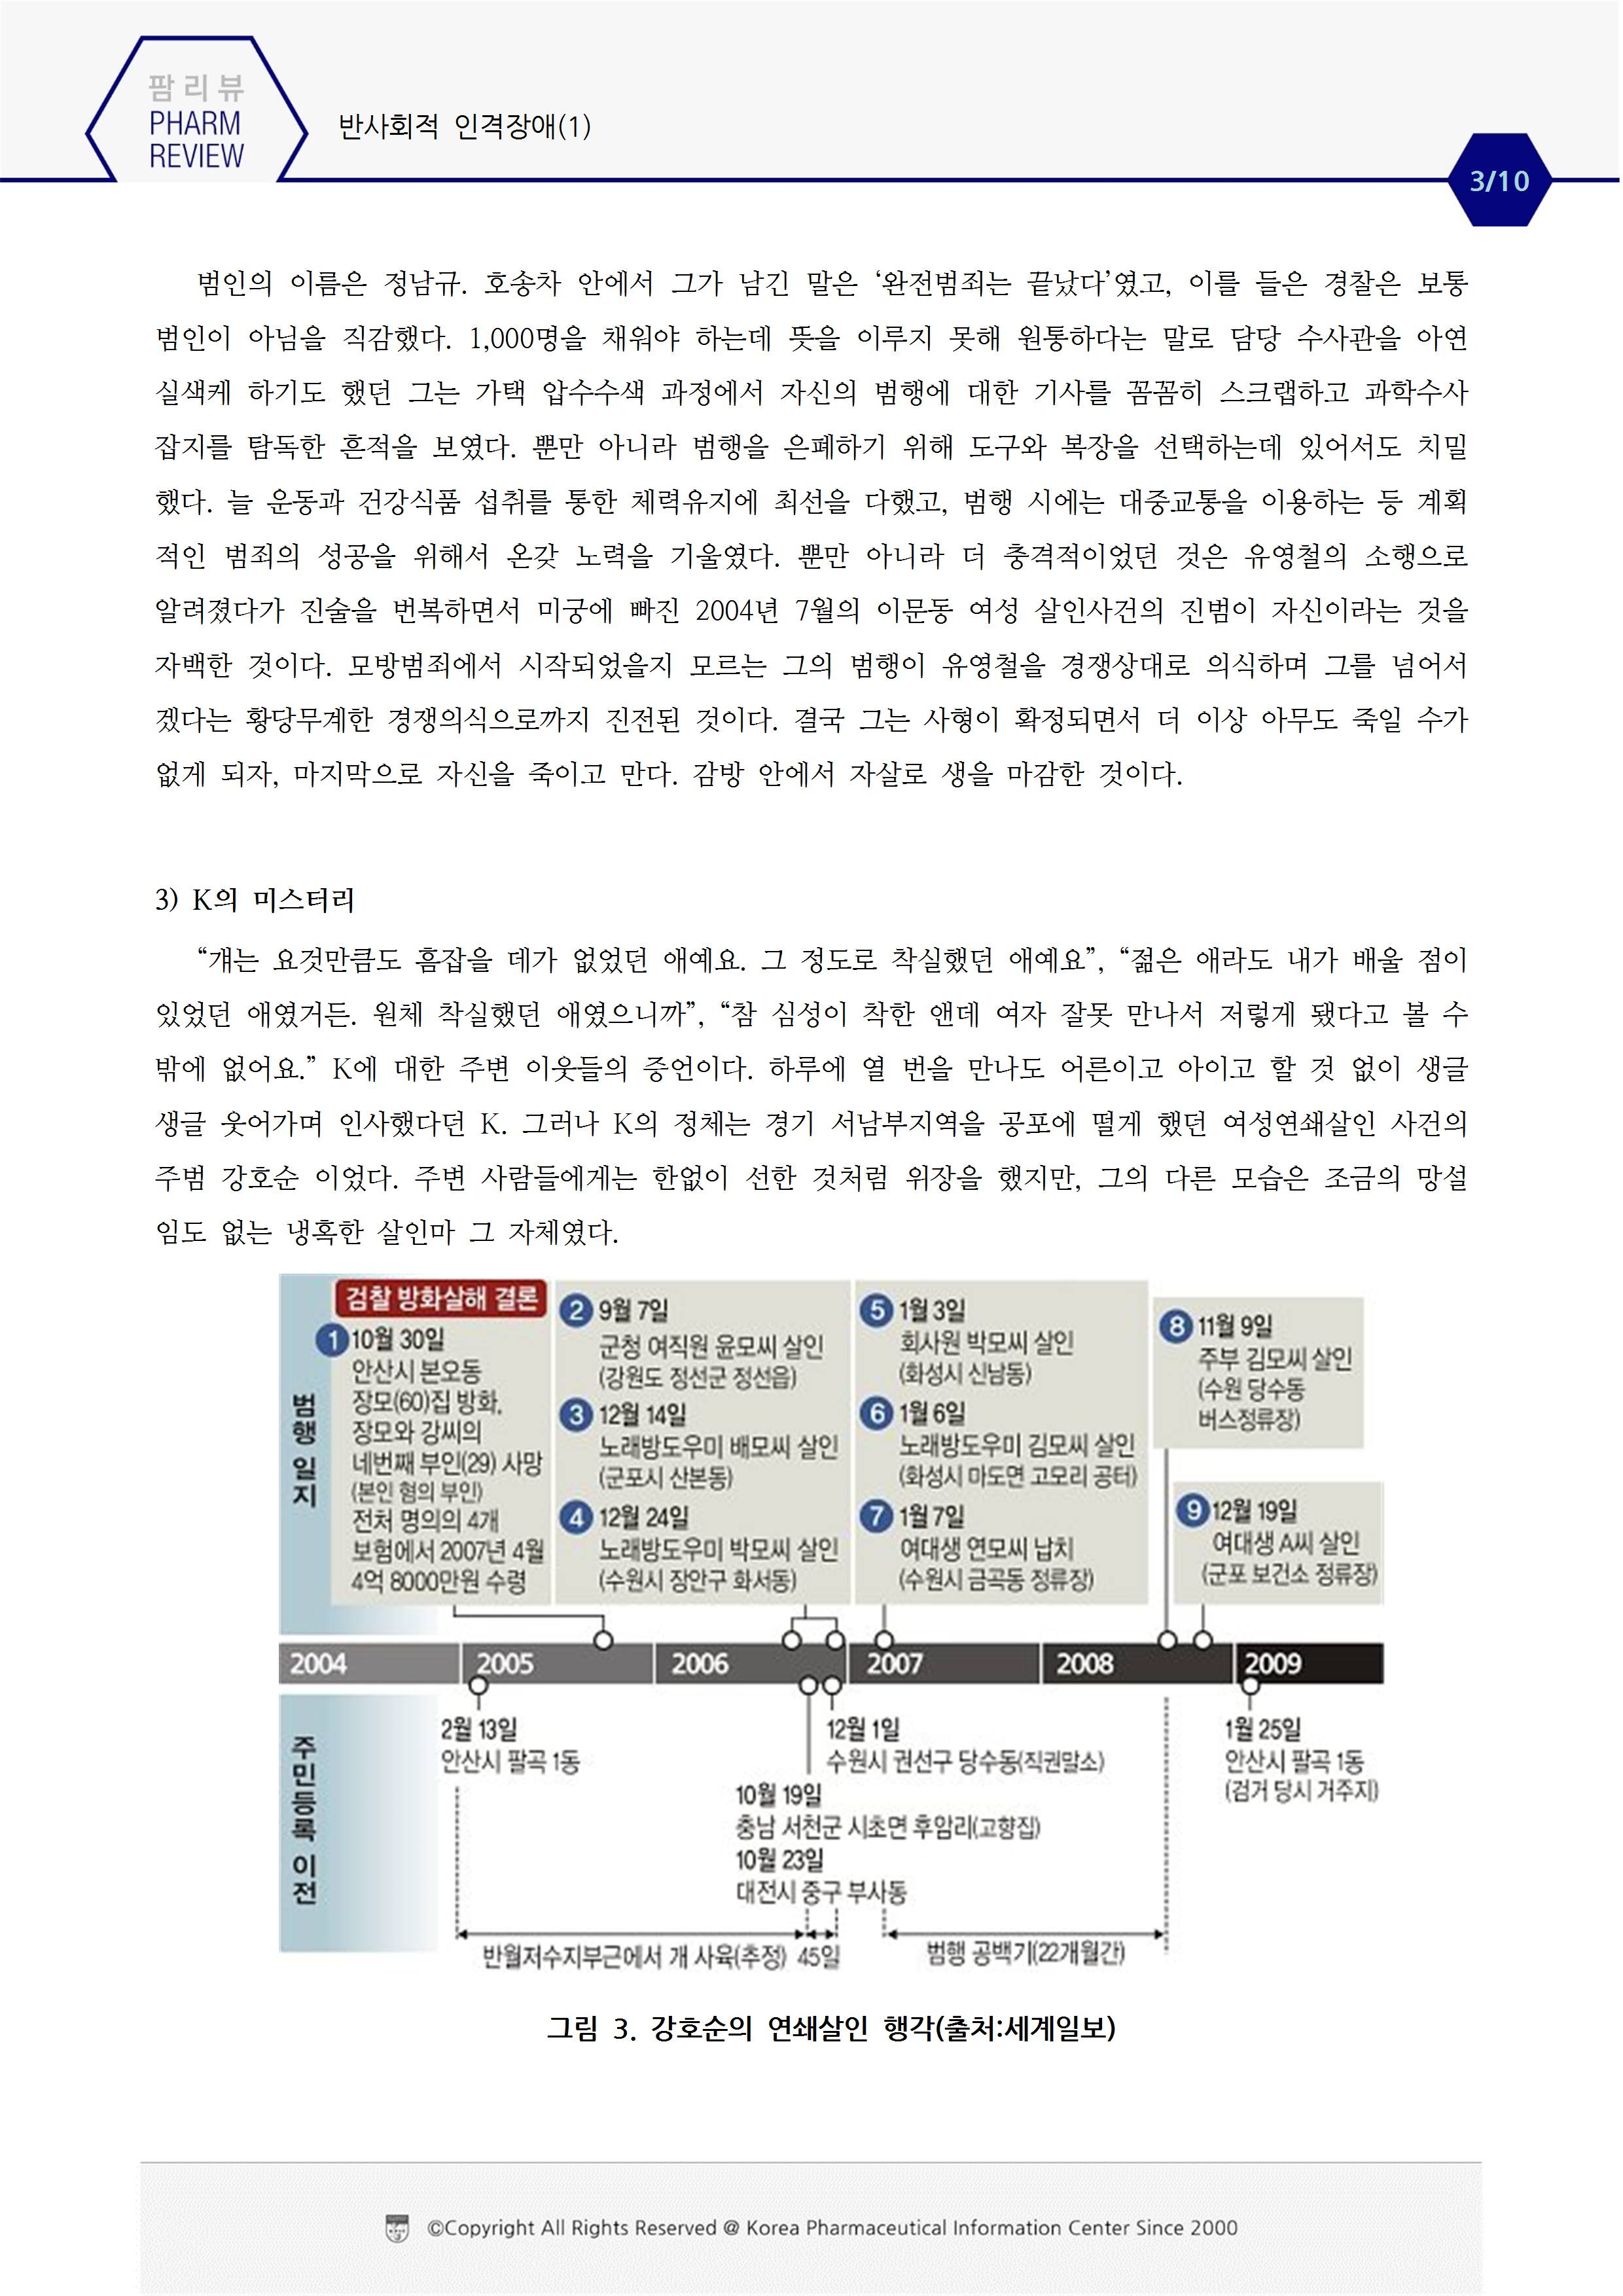 팜리뷰
PHARM
REVIEW
반사회적 인격장애(1)
3/10
범인의 이름은 정남규. 호송차 안에서 그가 남긴 말은 ‘완전범죄는 끝났다’였고, 이를 들은 경찰은 보통
범인이 아님을 직감했다. 1,000명을 채워야 하는데 뜻을 이루지 못해 원통하다는 말로 담당 수사관을 아연
실색케 하기도 했던 그는 가택 압수수색 과정에서 자신의 범행에 대한 기사를 꼼꼼히 스크랩하고 과학수사
잡지를 탐독한 흔적을 보였다. 뿐만 아니라 범행을 은폐하기 위해 도구와 복장을 선택하는데 있어서도 치밀
했다. 늘 운동과 건강식품 섭취를 통한 체력유지에 최선을 다했고, 범행 시에는 대중교통을 이용하는 등 계획
적인 범죄의 성공을 위해서 온갖 노력을 기울였다. 뿐만 아니라 더 충격적이었던 것은 유영철의 소행으로
알려졌다가 진술을 번복하면서 미궁에 빠진 2004년 7월의 이문동 여성 살인사건의 진범이 자신이라는 것을
자백한 것이다. 모방범죄에서 시작되었을지 모르는 그의 범행이 유영철을 경쟁상대로 의식하며 그를 넘어서
겠다는 황당무계한 경쟁의식으로까지 진전된 것이다. 결국 그는 사형이 확정되면서 더 이상 아무도 죽일 수가
없게 되자, 마지막으로 자신을 죽이고 만다. 감방 안에서 자살로 생을 마감한 것이다.
3) K의 미스터리
“걔는 요것만큼도 흠잡을 데가 없었던 애예요. 그 정도로 착실했던 애예요”, “젊은 애라도 내가 배울 점이
있었던 애였거든. 원체 착실했던 애였으니까”, “참 심성이 착한 앤데 여자 잘못 만나서 저렇게 됐다고 볼 수
밖에 없어요.” K에 대한 주변 이웃들의 증언이다. 하루에 열 번을 만나도 어른이고 아이고 할 것 없이 생글
생글 웃어가며 인사했다던 K. 그러나 K의 정체는 경기 서남부지역을 공포에 떨게 했던 여성연쇄살인 사건의
주범 강호순 이었다. 주변 사람들에게는 한없이 선한 것처럼 위장을 했지만, 그의 다른 모습은 조금의 망설
임도 없는 냉혹한 살인마 그 자체였다.
범행 일지
검찰 방화살해 결론
1 10월 30일
안산시 본오동
장모(60)집 방화,
장모와 강씨의
네번째 부인(29) 사망
(본인 혐의 부인)
전처 명의의 4개
보험에서 2007년 4월
4억 8000만원 수령
2 9월 7일
군청 여직원 윤모씨 살인
(강원도 정선군 정선읍)
3 12월 14일
노래방도우미 배모씨 살인
(군포시 산본동)
4 12월 24일
노래방도우미 박모씨 살인
(수원시 장안구 화서동)
5 1월 3일
회사원 박모씨 살인
(화성시 신남동)
6 1월 6일
노래방도우미 김모씨 살인
(화성시 마도면 고모리 공터)
7 1월 7일
여대생 연모씨 납치
(수원시 금곡동 정류장)
8 11월 9일
주부 김모씨 살인
(수원 당수동
버스정류장)
9 12월 19일
여대생 A씨 살인
(군포 보건소 정류장)
2004 2005 2006 2007 2008 2009
주민등록 이전
2월 13일
안산시 팔곡 1동
12월 1일
수원시 권선구 당수동(직권말소)
10월 19일
충남 서천군 시초면 후암리(고향집)
10월 23일
대전시 중구 부사동
1월 25일
안산시 팔곡 1동
(검거 당시 거주지)
반월저수지부근에서 개 사육(추정) 45일
범행 공백기(22개월간)
그림 3. 강호순의 연쇄살인 행각(출처:세계일보)
©Copyright All Rights Reserved @ Korea Pharmaceutical Information Center Since 2000